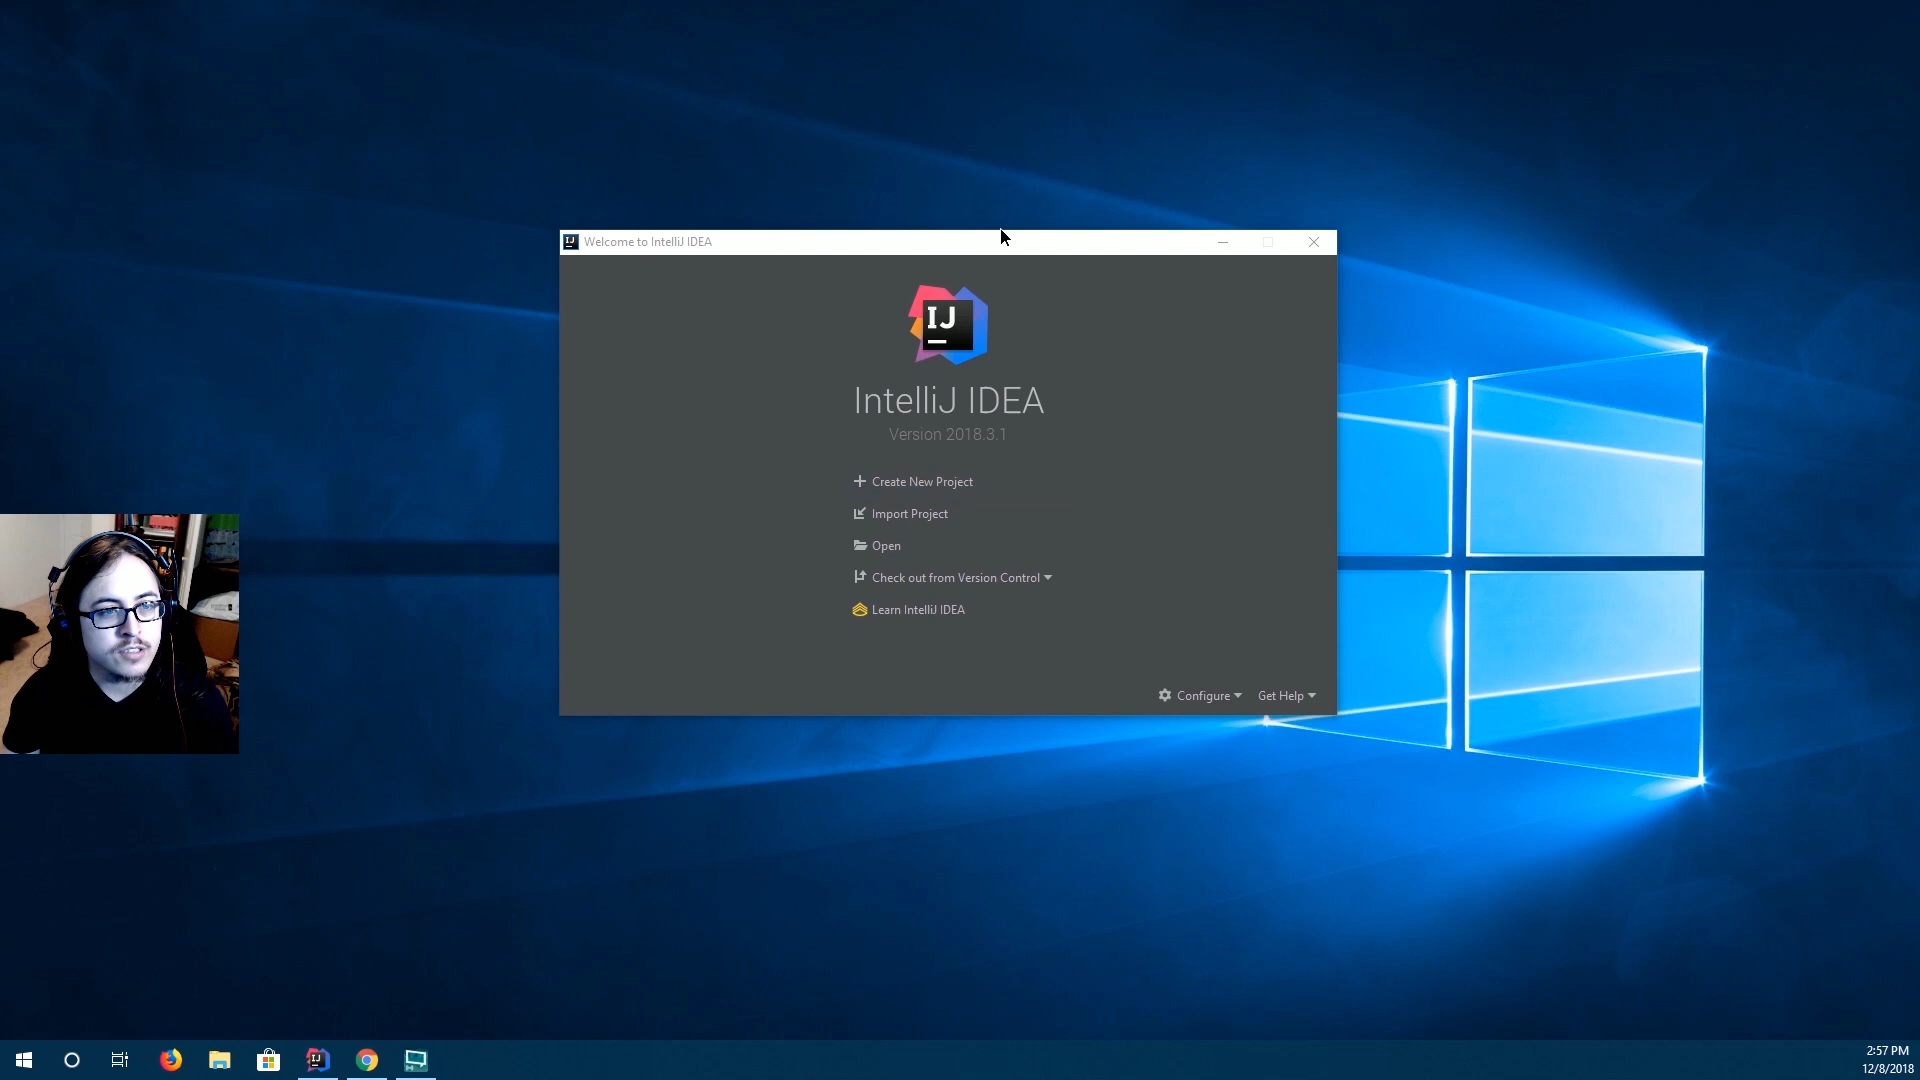 Welcome to IntelliJ IDEA
IJ
IntelliJ IDEA
Version 2018.3.1
Create New Project
Import Project
Open
Check out from Version Control
Learn IntelliJ IDEA
Configure
Get Help
2:57 PM
12/8/2018